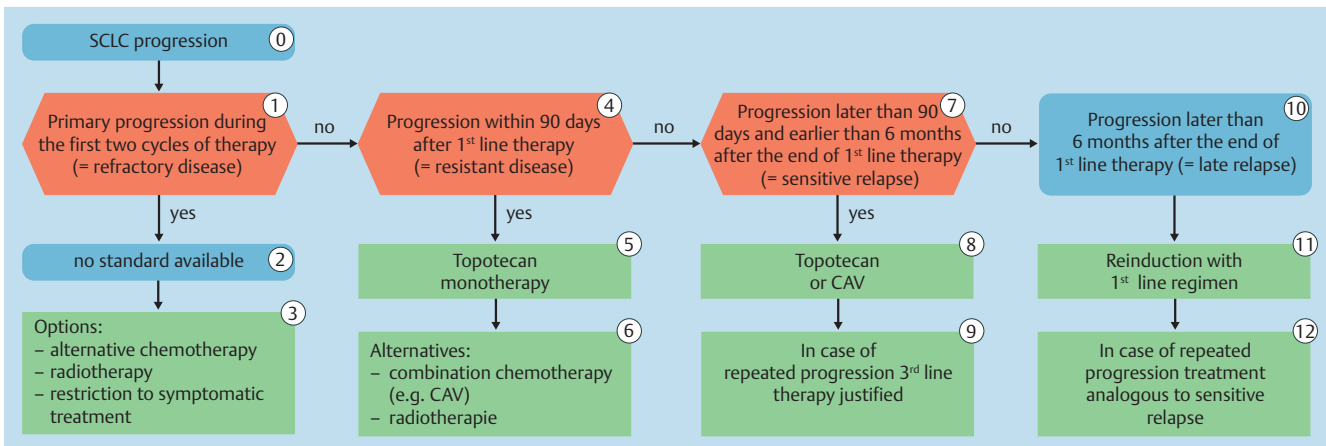 SCLC progression
0
1
Primary progression during
the first two cycles of therapy
(= refractory disease)
no
yes
no standard available
2
3
Options:
– alternative chemotherapy
– radiotherapy
– restriction to symptomatic
treatment
4
Progression within 90 days
after 1st line therapy
(= resistant disease)
no
yes
5
Topotecan
monotherapy
6
Alternatives:
– combination chemotherapy
(e.g. CAV)
– radiotherapie
7
Progression later than 90
days and earlier than 6 months
after the end of 1st line therapy
(= sensitive relapse)
no
yes
8
Topotecan
or CAV
9
In case of
repeated progression 3rd line
therapy justified
10
Progression later than
6 months after the end of
1st line therapy (= late relapse)
11
Reinduction with
1st line regimen
12
In case of repeated
progression treatment
analogous to sensitive
relapse